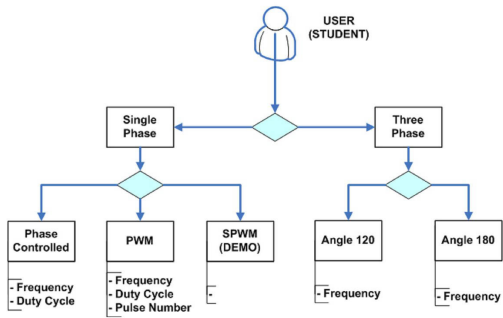 USER
(STUDENT)
Single
Phase
Three
Phase
Phase
Controlled
PWM
SPWM
(DEMO)
Angle 120
Angle 180
- Frequency
- Duty Cycle
- Frequency
- Duty Cycle
- Pulse Number
-
- Frequency
- Frequency